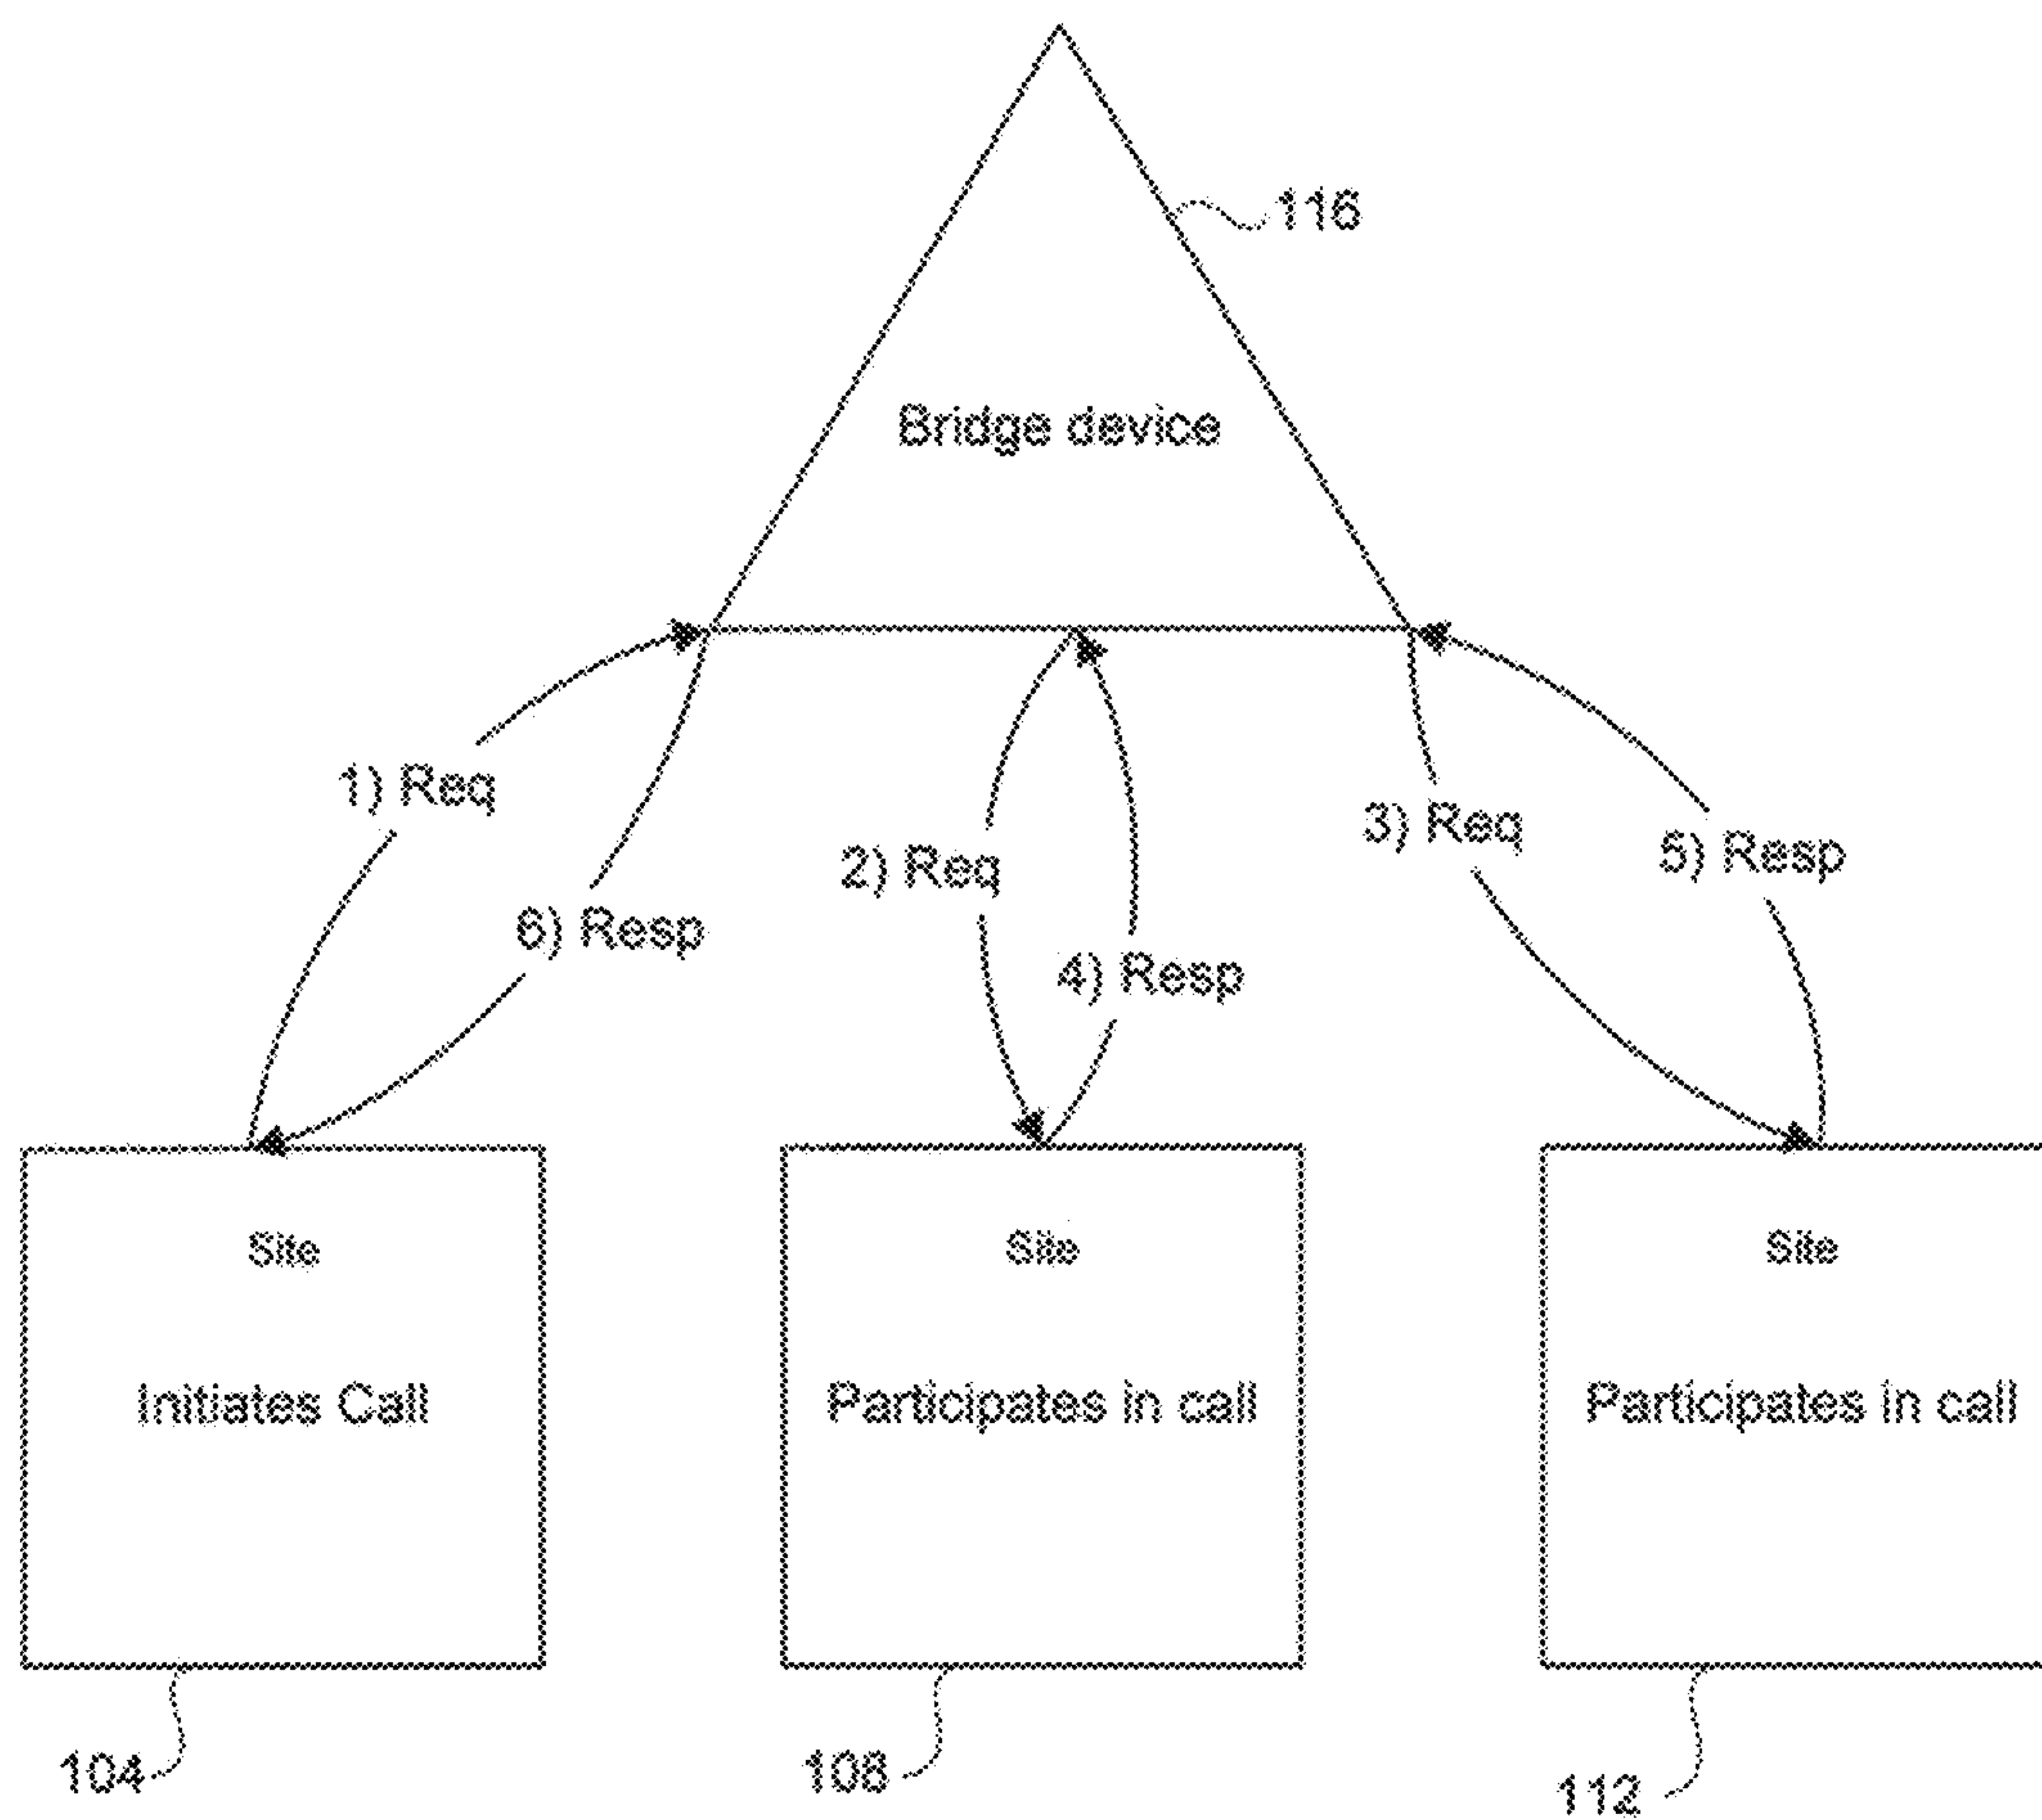 116
Bridge device
1) Req
6) Resp
2) Req
4) Resp
3) Req
5) Resp
Site
Initiates Call
Site
Participates in call
Site
Participates in call
104
108
112